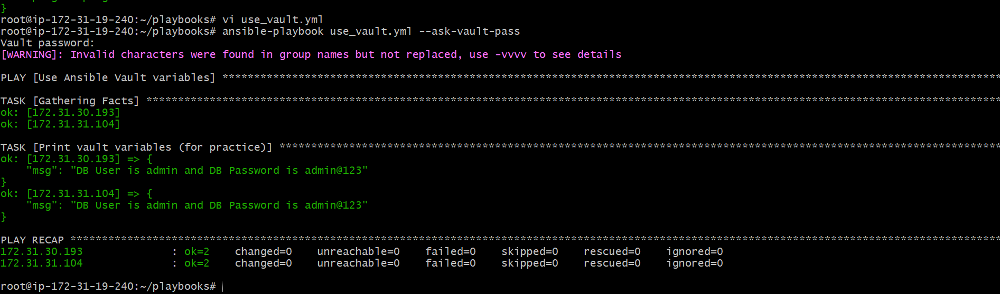 }
root@ip-172-31-19-240:~/playbooks# vi use_vault.yml
root@ip-172-31-19-240:~/playbooks# ansible-playbook use_vault.yml --ask-vault-pass
Vault password:
[WARNING]: Invalid characters were found in group names but not replaced, use -vvvv to see details
PLAY [Use Ansible Vault variables] ***************************************************************************************************************************
TASK [Gathering Facts] ***************************************************************************************************************************************
ok: [172.31.30.193]
ok: [172.31.31.104]
TASK [Print vault variables (for practice)] ******************************************************************************************************************
ok: [172.31.30.193] => {
    "msg": "DB User is admin and DB Password is admin@123"
}
ok: [172.31.31.104] => {
    "msg": "DB User is admin and DB Password is admin@123"
}
PLAY RECAP ***************************************************************************************************************************************************
172.31.30.193              : ok=2    changed=0    unreachable=0    failed=0    skipped=0    rescued=0    ignored=0
172.31.31.104              : ok=2    changed=0    unreachable=0    failed=0    skipped=0    rescued=0    ignored=0
root@ip-172-31-19-240:~/playbooks#